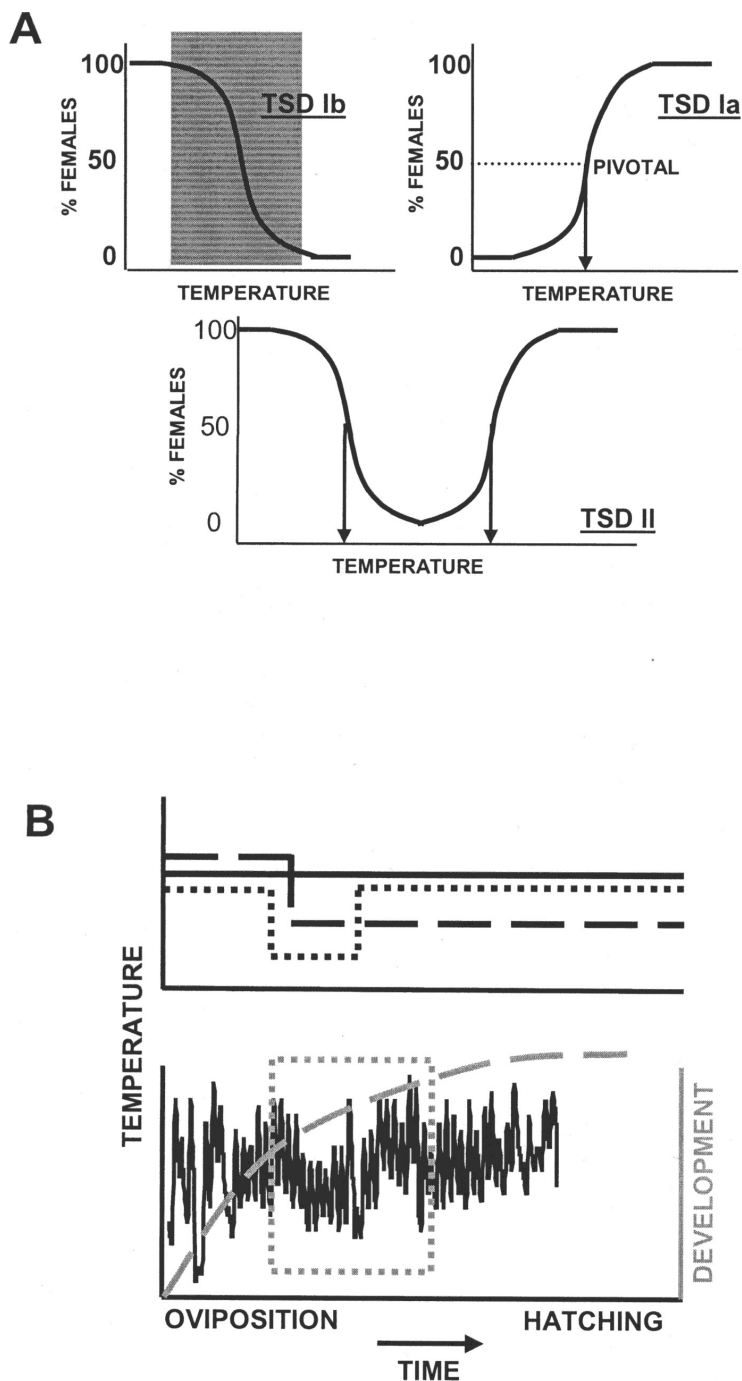 A
100
50
0
% FEMALES
TSD Ib
TEMPERATURE
100
50
0
% FEMALES
TSD Ia
PIVOTAL
TEMPERATURE
100
50
0
% FEMALES
TSD II
TEMPERATURE
B
TEMPERATURE
DEVELOPMENT
OVIPOSITION
HATCHING
TIME